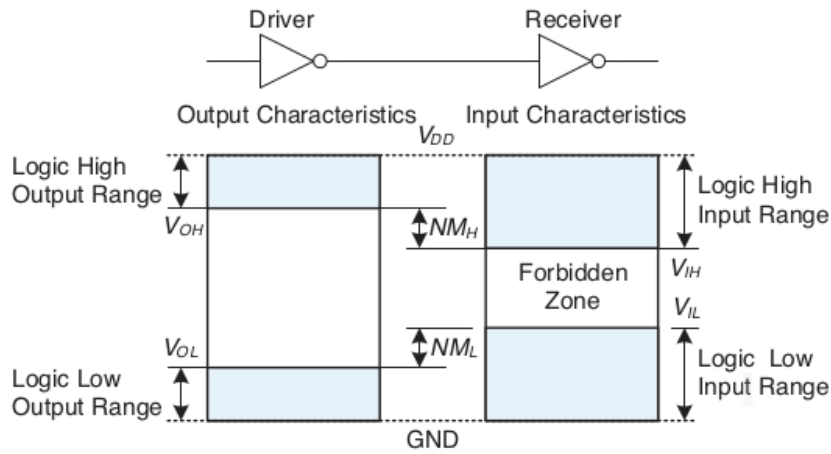 Driver
Receiver
Output Characteristics
Input Characteristics
V_DD
Logic High
Output Range
Logic High
Input Range
V_OH
NM_H
Forbidden
Zone
V_IH
V_IL
V_OL
NM_L
Logic Low
Output Range
Logic Low
Input Range
GND